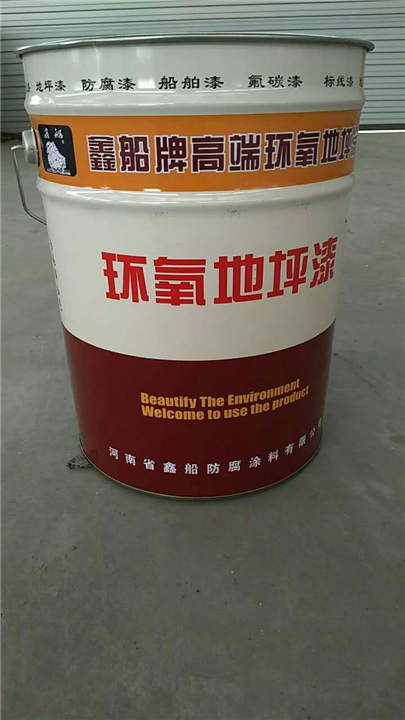 地坪漆 防腐漆 船舶漆 氟碳漆 标线漆
鑫船牌高端环氧地坪
环氧地坪漆
Beautify The Environment
Welcome to use the product
河南省鑫船防腐涂料有限公